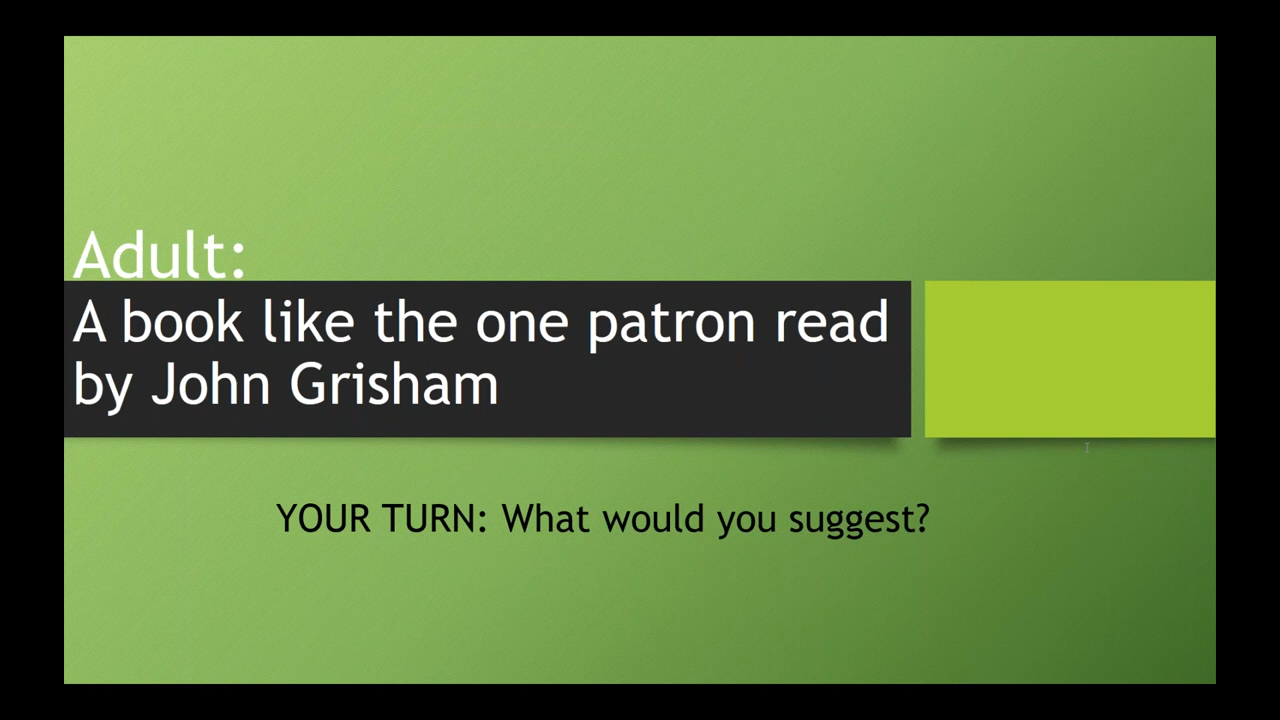 Adult:
A book like the one patron read
by John Grisham
YOUR TURN: What would you suggest?